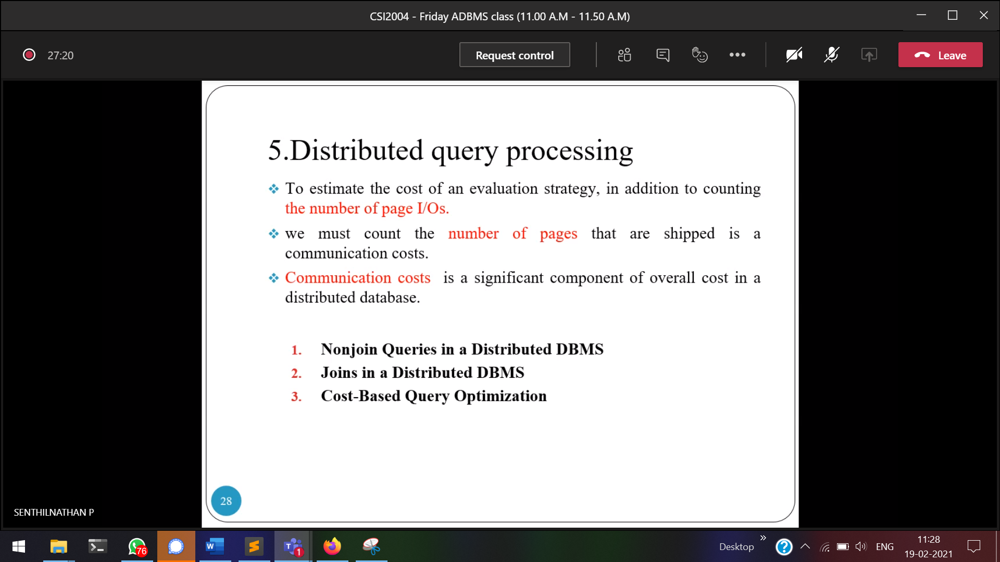 CSI2004 - Friday ADBMS class (11.00 A.M - 11.50 A.M)
27:20
Request control
Leave
5.Distributed query processing
To estimate the cost of an evaluation strategy, in addition to counting
the number of page I/Os.
we must count the number of pages that are shipped is a
communication costs.
Communication costs is a significant component of overall cost in a
distributed database.
1. Nonjoin Queries in a Distributed DBMS
2. Joins in a Distributed DBMS
3. Cost-Based Query Optimization
28
SENTHILNATHAN P
76
W
T
1
Desktop
ENG
11:28
19-02-2021